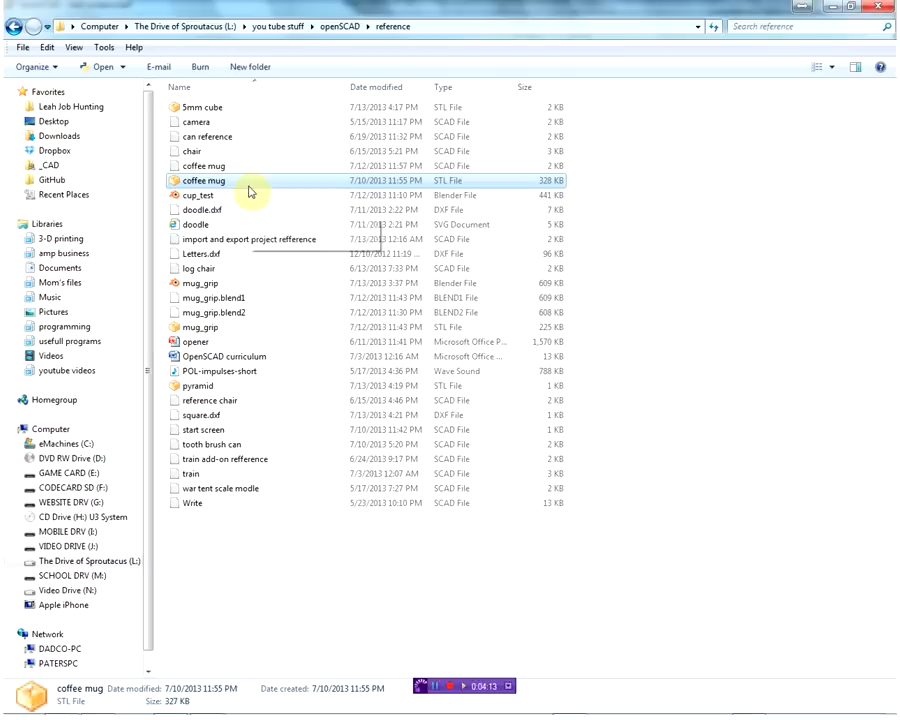 Computer ▸ The Drive of Sproutacus (L:) ▸ you tube stuff ▸ openSCAD ▸ reference
Search reference
File Edit View Tools Help
Organize Open E-mail Burn New folder
Name Date modified Type Size
Favorites
Leah Job Hunting
Desktop
Downloads
Dropbox
_CAD
GitHub
Recent Places
Libraries
3-D printing
amp business
Documents
Mom's files
Music
Pictures
programming
usefull programs
Videos
youtube videos
Homegroup
Computer
eMachines (C:)
DVD RW Drive (D:)
GAME CARD (E:)
CODECARD SD (F:)
WEBSITE DRV (G:)
CD Drive (H:) U3 System
MOBILE DRV (I:)
VIDEO DRIVE (J:)
The Drive of Sproutacus (L:)
SCHOOL DRV (M:)
Video Drive (N:)
Apple iPhone
Network
DADCO-PC
PATERSPC
5mm cube 7/13/2013 4:17 PM STL File 2 KB
camera 5/15/2013 11:17 PM SCAD File 2 KB
can reference 6/19/2013 11:32 PM SCAD File 2 KB
chair 6/15/2013 5:21 PM SCAD File 3 KB
coffee mug 7/12/2013 11:57 PM SCAD File 2 KB
coffee mug 7/10/2013 11:55 PM STL File 328 KB
cup_test 7/12/2013 11:10 PM Blender File 441 KB
doodle.dxf 7/11/2013 2:22 PM DXF File 7 KB
doodle 7/11/2013 2:21 PM SVG Document 5 KB
import and export project refference 7/13/2013 12:16 AM SCAD File 2 KB
Letters.dxf 12/10/2012 11:19 ... DXF File 96 KB
log chair 6/13/2013 7:33 PM SCAD File 2 KB
mug_grip 7/13/2013 3:37 PM Blender File 609 KB
mug_grip.blend1 7/12/2013 11:43 PM BLEND1 File 609 KB
mug_grip.blend2 7/12/2013 11:30 PM BLEND2 File 608 KB
mug_grip 7/12/2013 11:43 PM STL File 225 KB
opener 6/11/2013 11:41 PM Microsoft Office P... 1,570 KB
OpenSCAD curriculum 7/3/2013 12:16 AM Microsoft Office ... 13 KB
POL-impulses-short 5/17/2013 4:36 PM Wave Sound 788 KB
pyramid 7/13/2013 4:19 PM STL File 1 KB
reference chair 6/15/2013 4:46 PM SCAD File 2 KB
square.dxf 7/13/2013 4:21 PM DXF File 1 KB
start screen 7/10/2013 11:42 PM SCAD File 1 KB
tooth brush can 7/10/2013 5:20 PM SCAD File 2 KB
train add-on refference 6/24/2013 9:17 PM SCAD File 2 KB
train 7/3/2013 12:07 AM SCAD File 3 KB
war tent scale modle 5/17/2013 7:27 PM SCAD File 2 KB
Write 5/23/2013 10:10 PM SCAD File 13 KB
coffee mug Date modified: 7/10/2013 11:55 PM Date created: 7/10/2013 11:55 PM
STL File Size: 327 KB
0:04:13